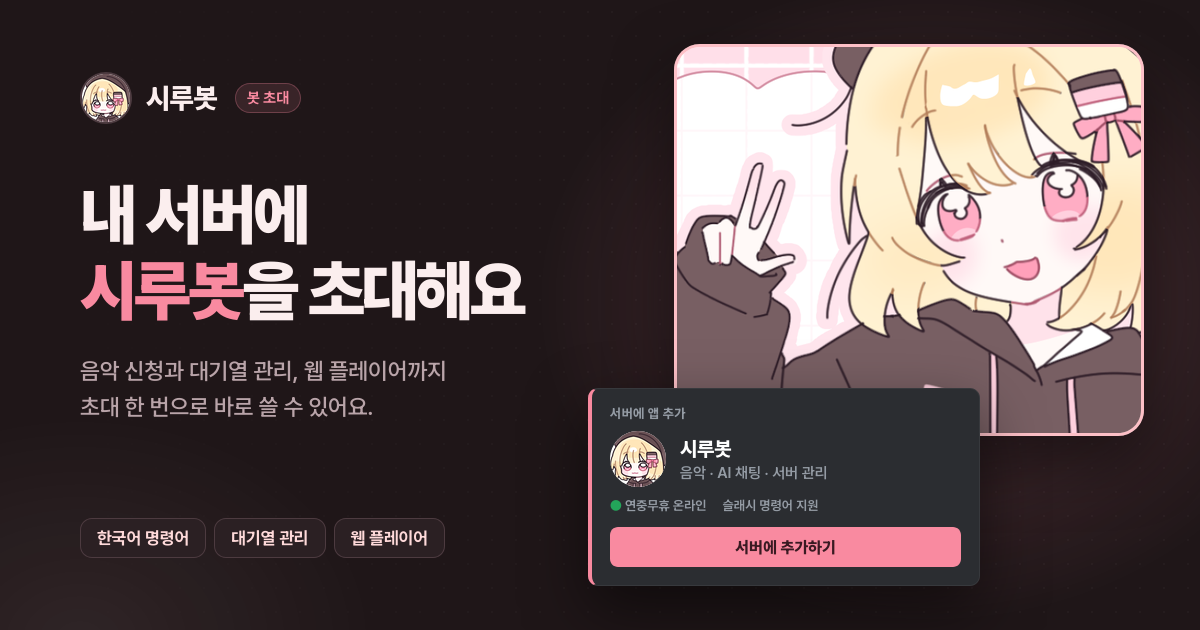 시루봇
봇 초대
내 서버에
시루봇을 초대해요
음악 신청과 대기열 관리, 웹 플레이어까지
초대 한 번으로 바로 쓸 수 있어요.
한국어 명령어
대기열 관리
웹 플레이어
서버에 앱 추가
시루봇
음악 · AI 채팅 · 서버 관리
연중무휴 온라인
슬래시 명령어 지원
서버에 추가하기